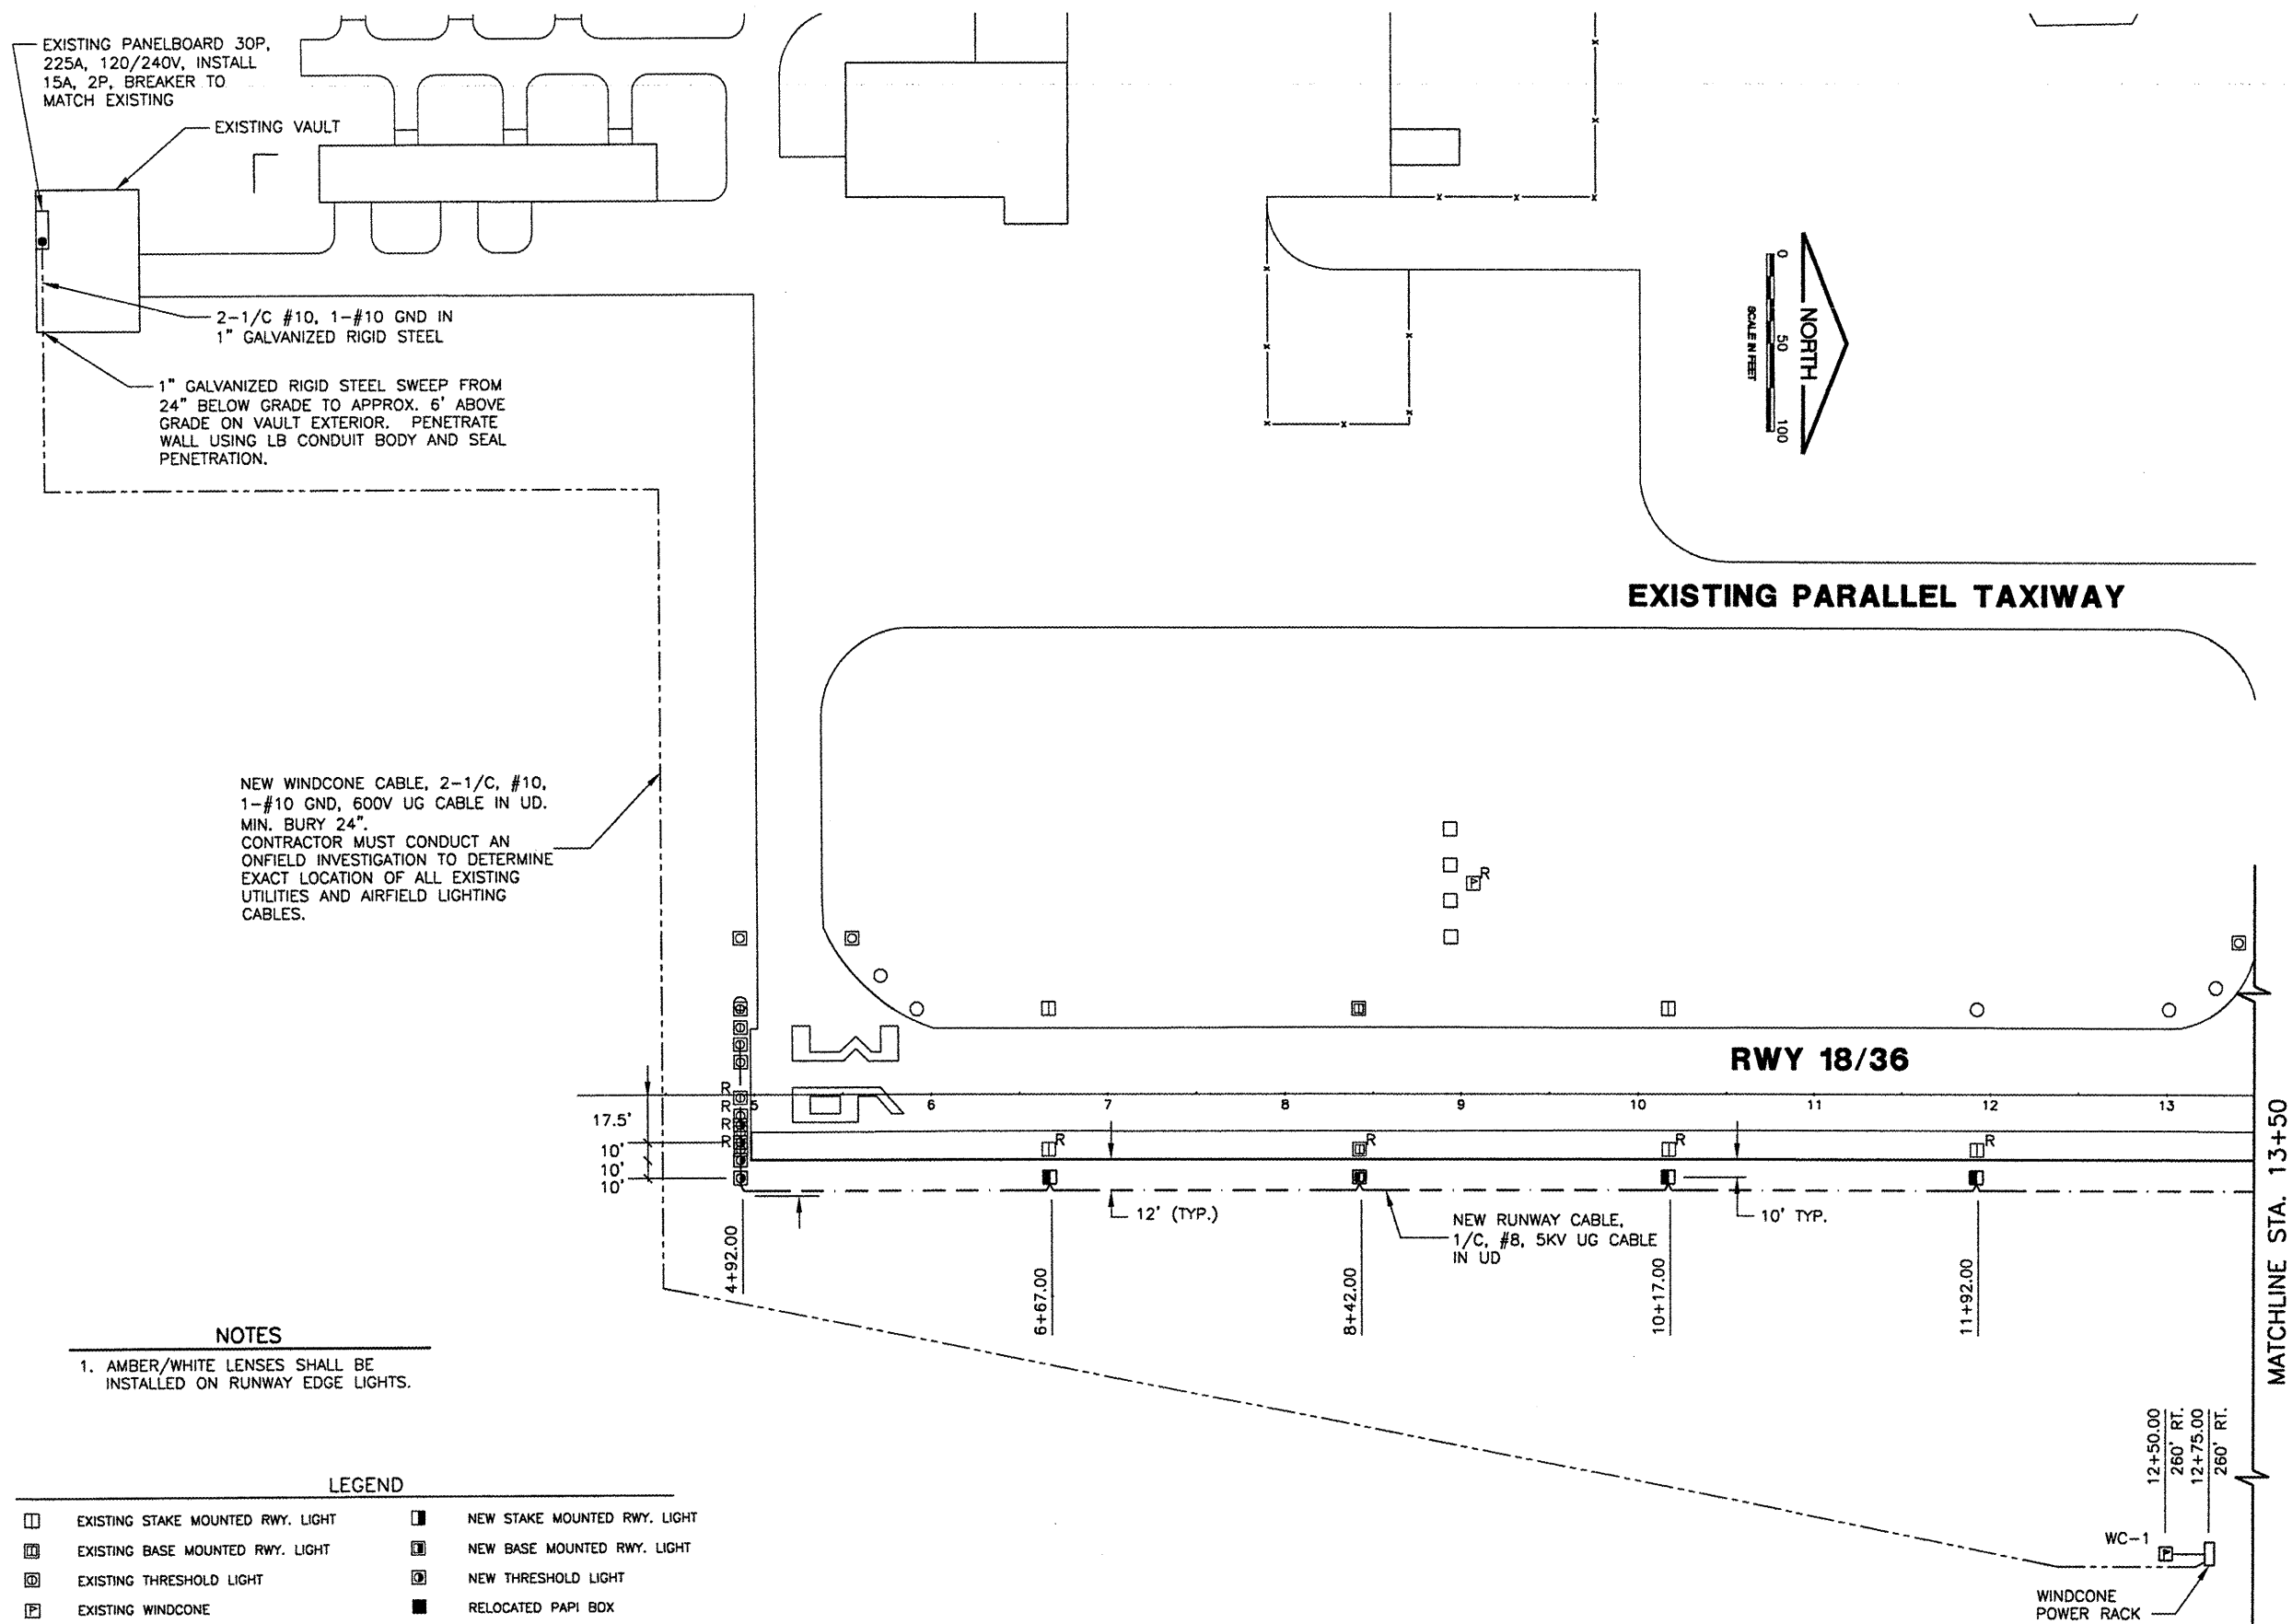 EXISTING PANELBOARD 30P,
225A, 120/240V, INSTALL
15A, 2P, BREAKER TO
MATCH EXISTING
EXISTING VAULT
2-1/C #10, 1-#10 GND IN
1" GALVANIZED RIGID STEEL
1" GALVANIZED RIGID STEEL SWEEP FROM
24" BELOW GRADE TO APPROX. 6' ABOVE
GRADE ON VAULT EXTERIOR. PENETRATE
WALL USING LB CONDUIT BODY AND SEAL
PENETRATION.
NORTH
0
50
100
SCALE IN FEET
EXISTING PARALLEL TAXIWAY
NEW WINDCONE CABLE, 2-1/C, #10,
1-#10 GND, 600V UG CABLE IN UD.
MIN. BURY 24".
CONTRACTOR MUST CONDUCT AN
ONFIELD INVESTIGATION TO DETERMINE
EXACT LOCATION OF ALL EXISTING
UTILITIES AND AIRFIELD LIGHTING
CABLES.
P
R
RWY 18/36
R
R
R
R
5
6
7
8
9
10
11
12
13
17.5'
10'
10'
10'
R
R
R
R
12' (TYP.)
10' TYP.
NEW RUNWAY CABLE,
1/C, #8, 5KV UG CABLE
IN UD
4+92.00
6+67.00
8+42.00
10+17.00
11+92.00
MATCHLINE STA. 13+50
NOTES
1. AMBER/WHITE LENSES SHALL BE
INSTALLED ON RUNWAY EDGE LIGHTS.
12+50.00
260' RT.
12+75.00
260' RT.
WC-1
P
WINDCONE
POWER RACK
LEGEND
EXISTING STAKE MOUNTED RWY. LIGHT
NEW STAKE MOUNTED RWY. LIGHT
EXISTING BASE MOUNTED RWY. LIGHT
NEW BASE MOUNTED RWY. LIGHT
EXISTING THRESHOLD LIGHT
NEW THRESHOLD LIGHT
P
EXISTING WINDCONE
RELOCATED PAPI BOX